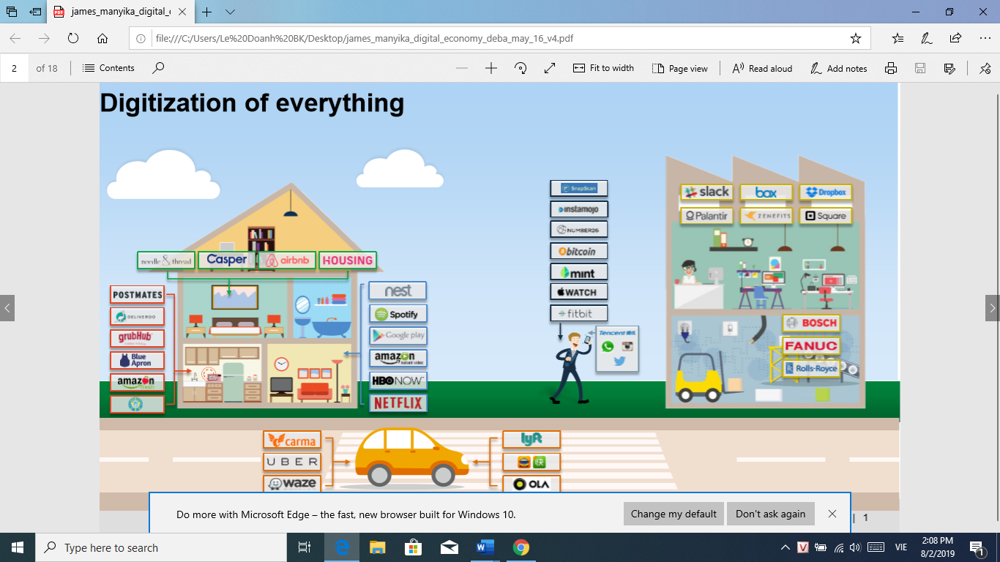 james_manyika_digital_e
file:///C:/Users/Le%20Doanh%20BK/Desktop/james_manyika_digital_economy_deba_may_16_v4.pdf
2 of 18 Contents Fit to width Page view Read aloud Add notes
Digitization of everything
needle & thread
Casper
airbnb
HOUSING
POSTMATES
DELIVEROO
grubHub
Blue
Apron
amazon
nest
Spotify
Google play
amazon
instant video
HBO NOW
NETFLIX
SnapScan
instamojo
NUMBER26
bitcoin
mint
WATCH
fitbit
Tencent 腾讯
slack
box
Dropbox
Palantir
ZENEFITS
Square
BOSCH
FANUC
Rolls-Royce
carma
UBER
waze
lyft
快
OLA
Do more with Microsoft Edge – the fast, new browser built for Windows 10.
Change my default
Don't ask again
| 1
Type here to search
VIE
2:08 PM
8/2/2019
1